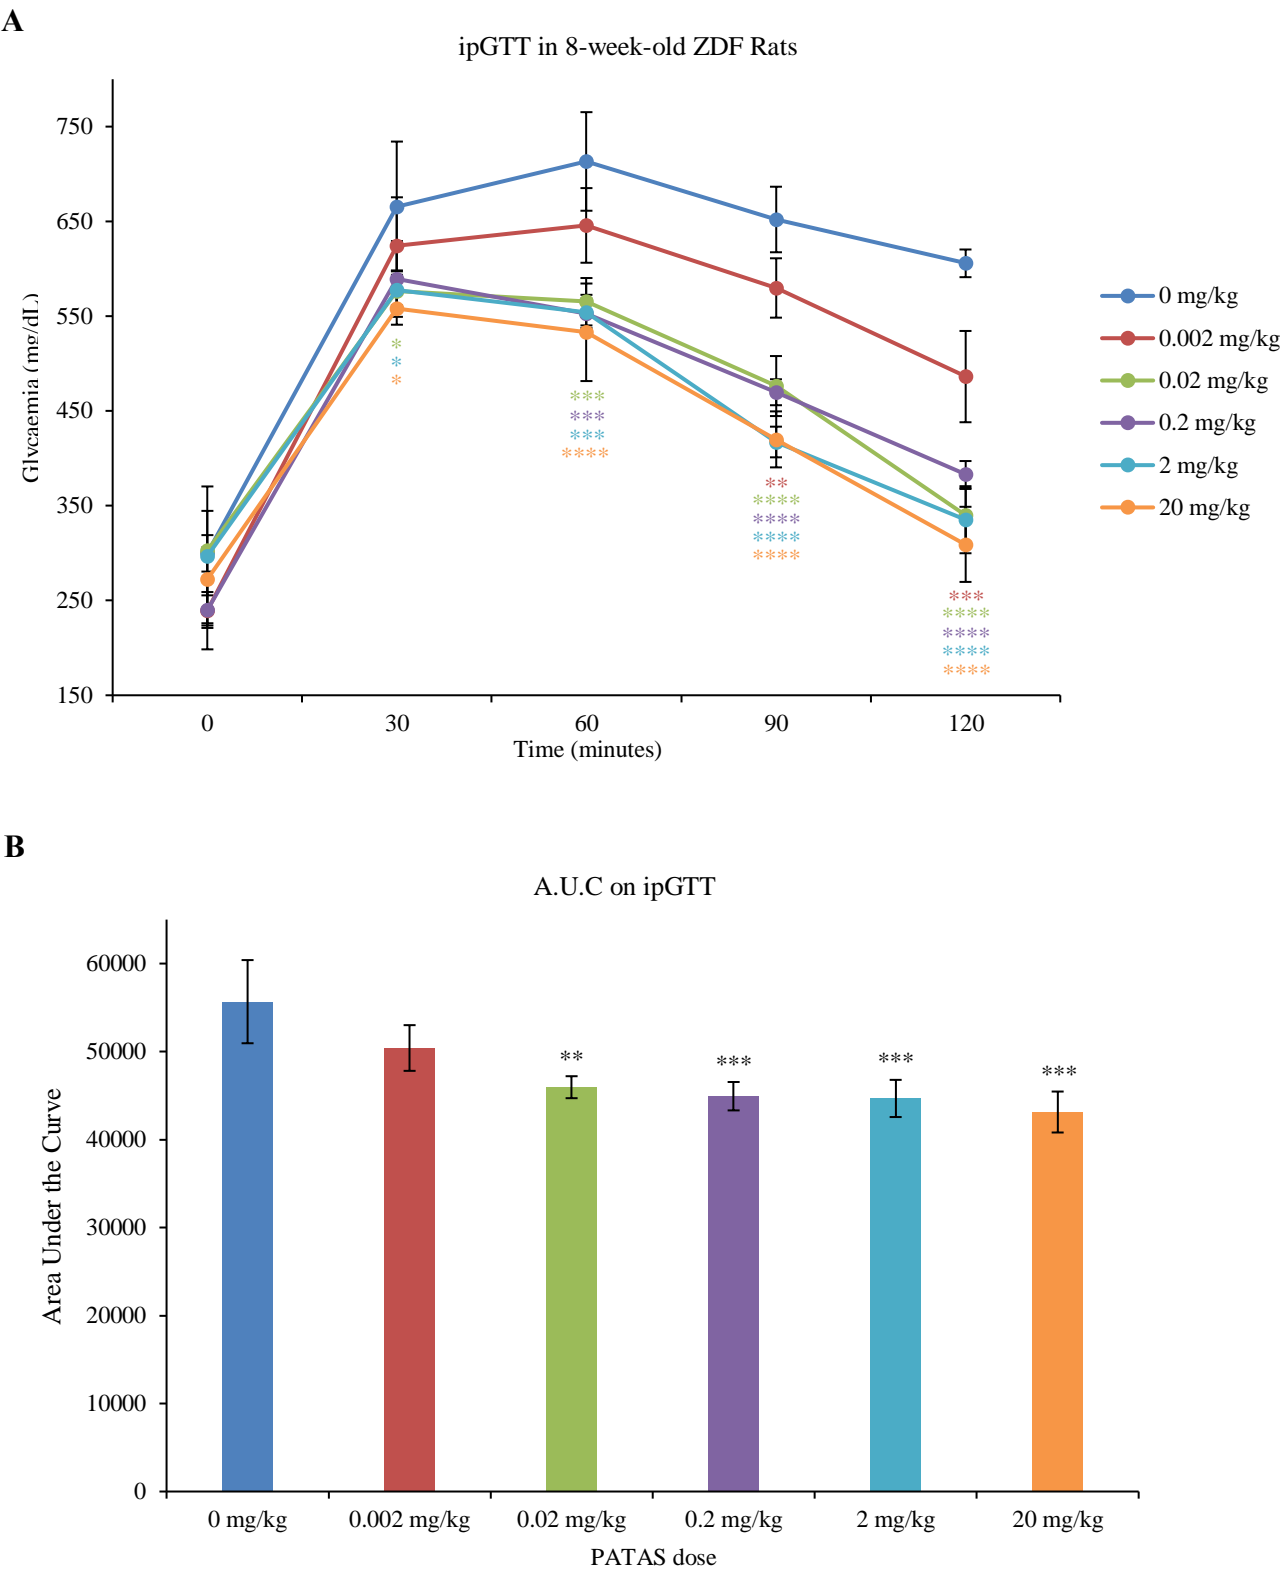 A
ipGTT in 8-week-old ZDF Rats
Glycaemia (mg/dL)
750
650
550
450
350
250
150
0 30 60 90 120
Time (minutes)
*
*
*
***
***
***
****
**
****
****
****
****
***
****
****
****
****
0 mg/kg
0.002 mg/kg
0.02 mg/kg
0.2 mg/kg
2 mg/kg
20 mg/kg
B
A.U.C on ipGTT
Area Under the Curve
60000
50000
40000
30000
20000
10000
0
** *** *** ***
0 mg/kg 0.002 mg/kg 0.02 mg/kg 0.2 mg/kg 2 mg/kg 20 mg/kg
PATAS dose